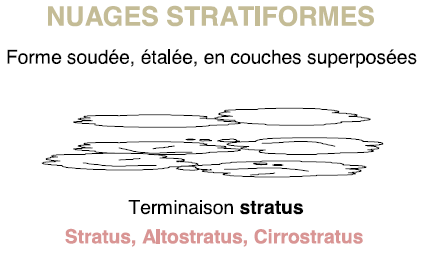 NUAGES STRATIFORMES
Forme soudée, étalée, en couches superposées
Terminaison stratus
Stratus, Altostratus, Cirrostratus